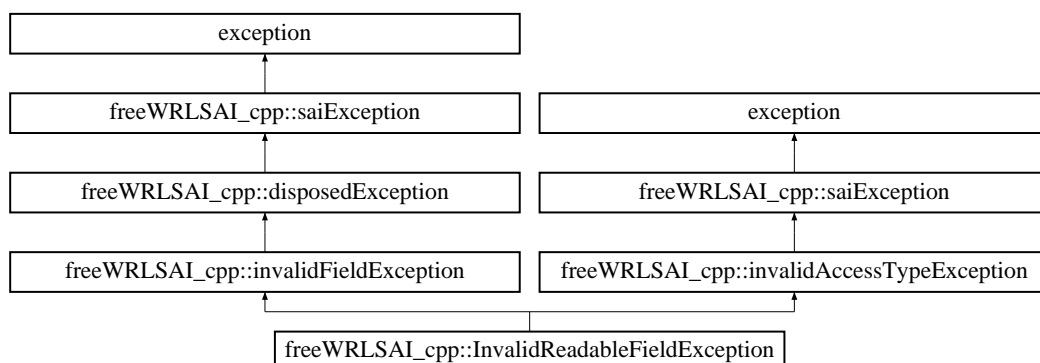 exception
freeWRLSAI_cpp::saiException
exception
freeWRLSAI_cpp::disposedException
freeWRLSAI_cpp::saiException
freeWRLSAI_cpp::invalidFieldException
freeWRLSAI_cpp::invalidAccessTypeException
freeWRLSAI_cpp::InvalidReadableFieldException